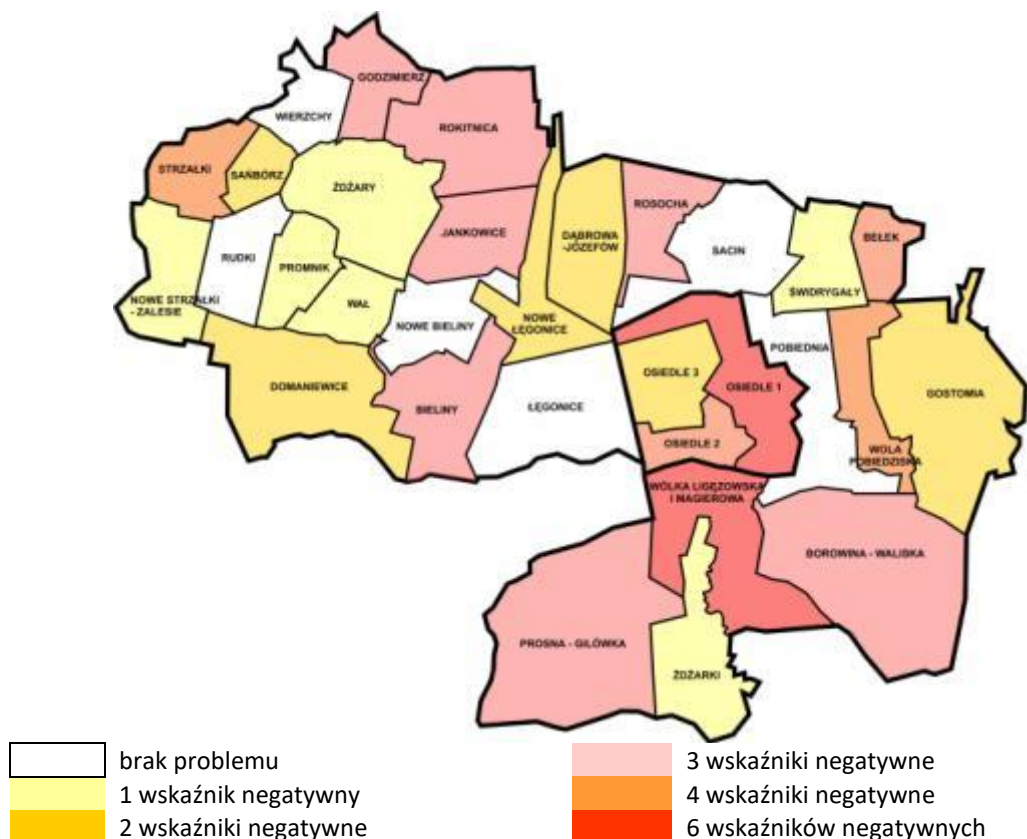 GODZIMIERZ
WIERZCHY
ROKITNICA
STRZAŁKI
SAŃBÓRZ
ŻDŻARY
ROSOCHA
JANKOWICE
DĄBROWA
-JÓZEFÓW
BEŁEK
SACIN
RUDKI
PROMNIK
ŚWIDRYGAŁY
NOWE STRZAŁKI
- ZALESIE
WAŁ
NOWE BIELINY
NOWE
ŁĘGONICE
POBIEDNIA
OSIEDLE 3
OSIEDLE 1
DOMANIEWICE
BIELINY
ŁĘGONICE
GOSTOMIA
OSIEDLE 2
WOLA
POBIEDZISKA
WÓLKA LIGĘZOWSKA
I MAGIEROWA
BOROWINA - WALISKA
PROSNA - GILÓWKA
ŻDŻARKI
brak problemu
1 wskaźnik negatywny
2 wskaźniki negatywne
3 wskaźniki negatywne
4 wskaźniki negatywne
6 wskaźników negatywnych